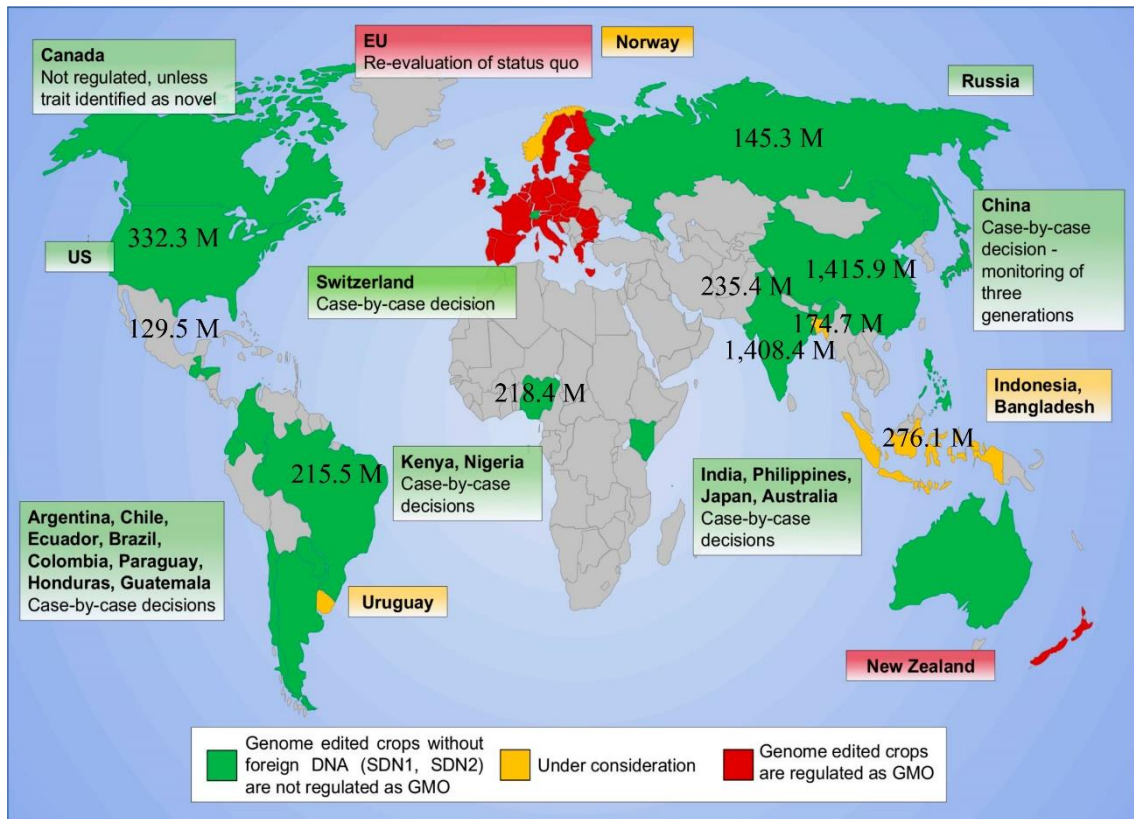 Canada
Not regulated, unless
trait identified as novel
EU
Re-evaluation of status quo
Norway
Russia
145.3 M
332.3 M
US
China
Case-by-case
decision -
monitoring of
three
generations
1,415.9 M
235.4 M
Switzerland
Case-by-case decision
129.5 M
174.7 M
1,408.4 M
Indonesia,
Bangladesh
218.4 M
276.1 M
215.5 M
Kenya, Nigeria
Case-by-case
decisions
India, Philippines,
Japan, Australia
Case-by-case
decisions
Argentina, Chile,
Ecuador, Brazil,
Colombia, Paraguay,
Honduras, Guatemala
Case-by-case decisions
Uruguay
New Zealand
Genome edited crops without
foreign DNA (SDN1, SDN2)
are not regulated as GMO
Under consideration
Genome edited crops
are regulated as GMO